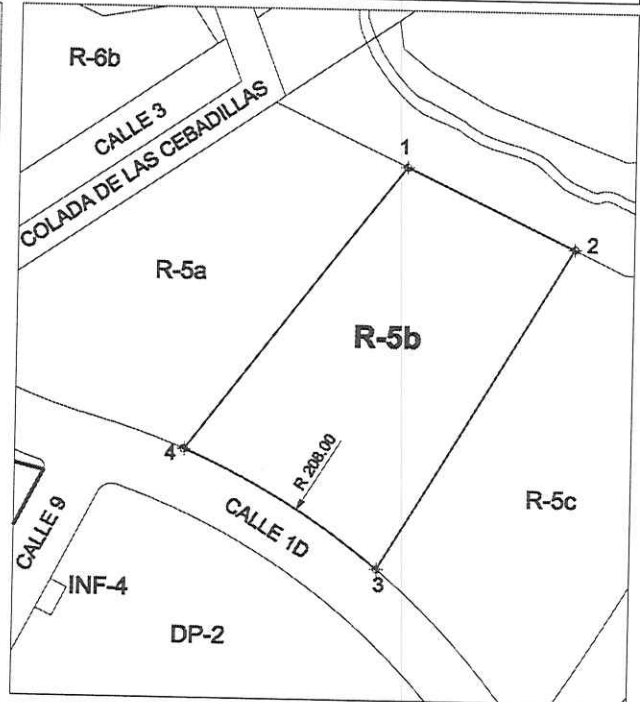 R-6b
CALLE 3
COLADA DE LAS CEBADILLAS
1
2
R-5a
R-5b
4
R 208.00
CALLE 1D
R-5c
CALLE 9
3
INF-4
DP-2